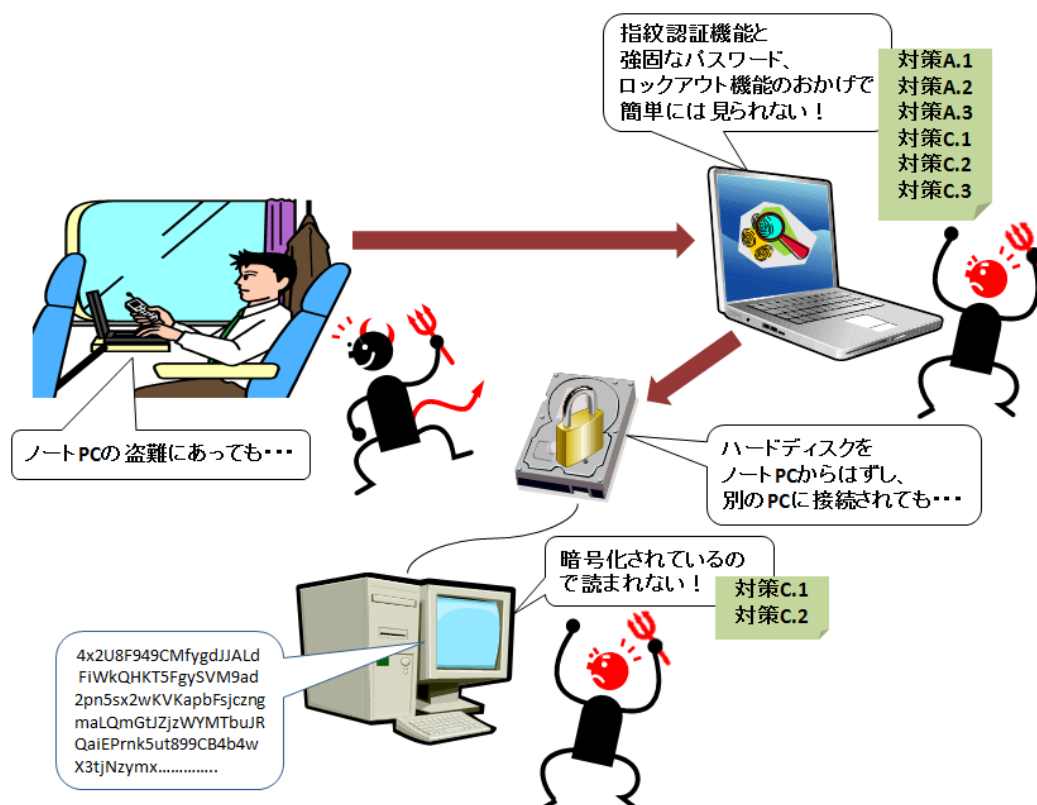 指紋認証機能と
強固なパスワード、
ロックアウト機能のおかげで
簡単には見られない！
対策A.1
対策A.2
対策A.3
対策C.1
対策C.2
対策C.3
ノートPCの盗難にあっても・・・
ハードディスクを
ノートPCからはずし、
別のPCに接続されても・・・
暗号化されているの
で読まれない！
対策C.1
対策C.2
4x2U8F949CMfygdJJALd
FiWkQHKT5FgySVM9ad
2pn5sx2wKVKapbFsjczng
maLQmGtJZjzWYMTbuJR
QaiEPrnk5ut899CB4b4w
X3tjNzymx…………..